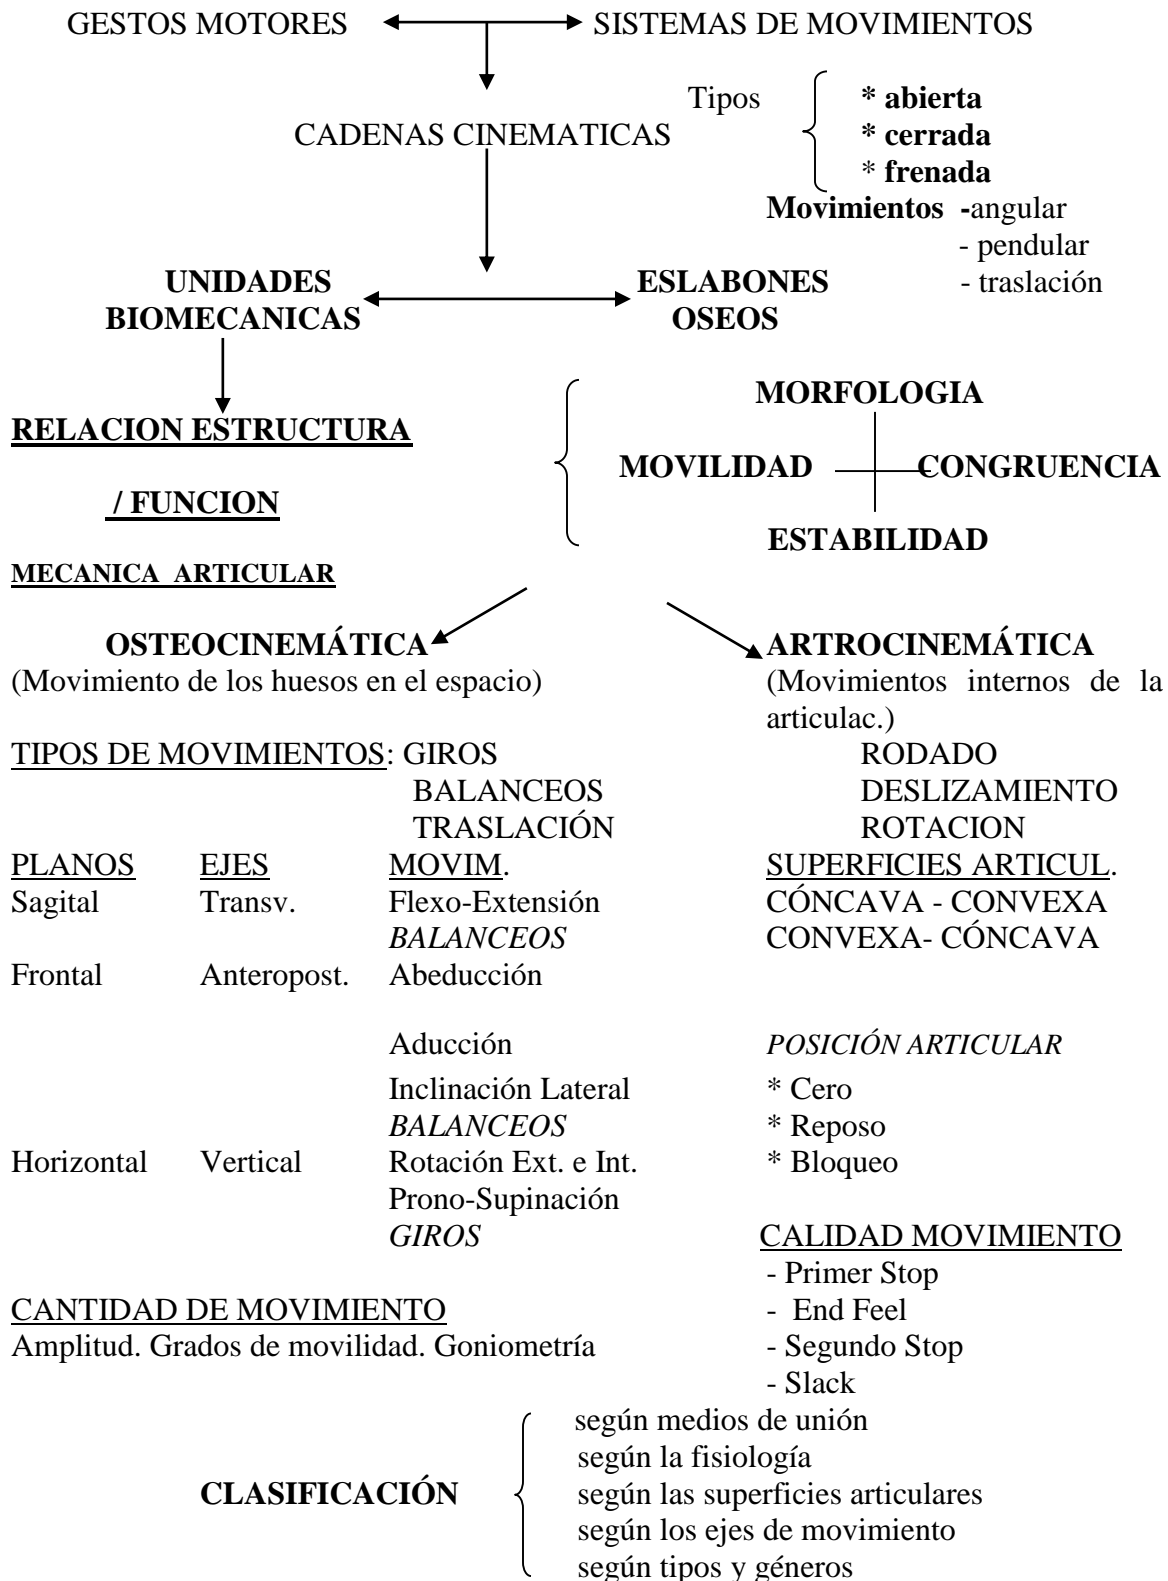 GESTOS MOTORES SISTEMAS DE MOVIMIENTOS
Tipos * abierta
CADENAS CINEMATICAS * cerrada
* frenada
Movimientos -angular
- pendular
UNIDADES ESLABONES - traslación
BIOMECANICAS OSEOS
MORFOLOGIA
RELACION ESTRUCTURA
MOVILIDAD CONGRUENCIA
/ FUNCION
ESTABILIDAD
MECANICA ARTICULAR
OSTEOCINEMÁTICA ARTROCINEMÁTICA
(Movimiento de los huesos en el espacio) (Movimientos internos de la
articulac.)
TIPOS DE MOVIMIENTOS: GIROS RODADO
BALANCEOS DESLIZAMIENTO
TRASLACIÓN ROTACION
PLANOS EJES MOVIM. SUPERFICIES ARTICUL.
Sagital Transv. Flexo-Extensión CÓNCAVA - CONVEXA
BALANCEOS CONVEXA- CÓNCAVA
Frontal Anteropost. Abeducción
Aducción POSICIÓN ARTICULAR
Inclinación Lateral * Cero
BALANCEOS * Reposo
Horizontal Vertical Rotación Ext. e Int. * Bloqueo
Prono-Supinación
GIROS CALIDAD MOVIMIENTO
- Primer Stop
CANTIDAD DE MOVIMIENTO - End Feel
Amplitud. Grados de movilidad. Goniometría - Segundo Stop
- Slack
según medios de unión
según la fisiología
CLASIFICACIÓN según las superficies articulares
según los ejes de movimiento
según tipos y géneros